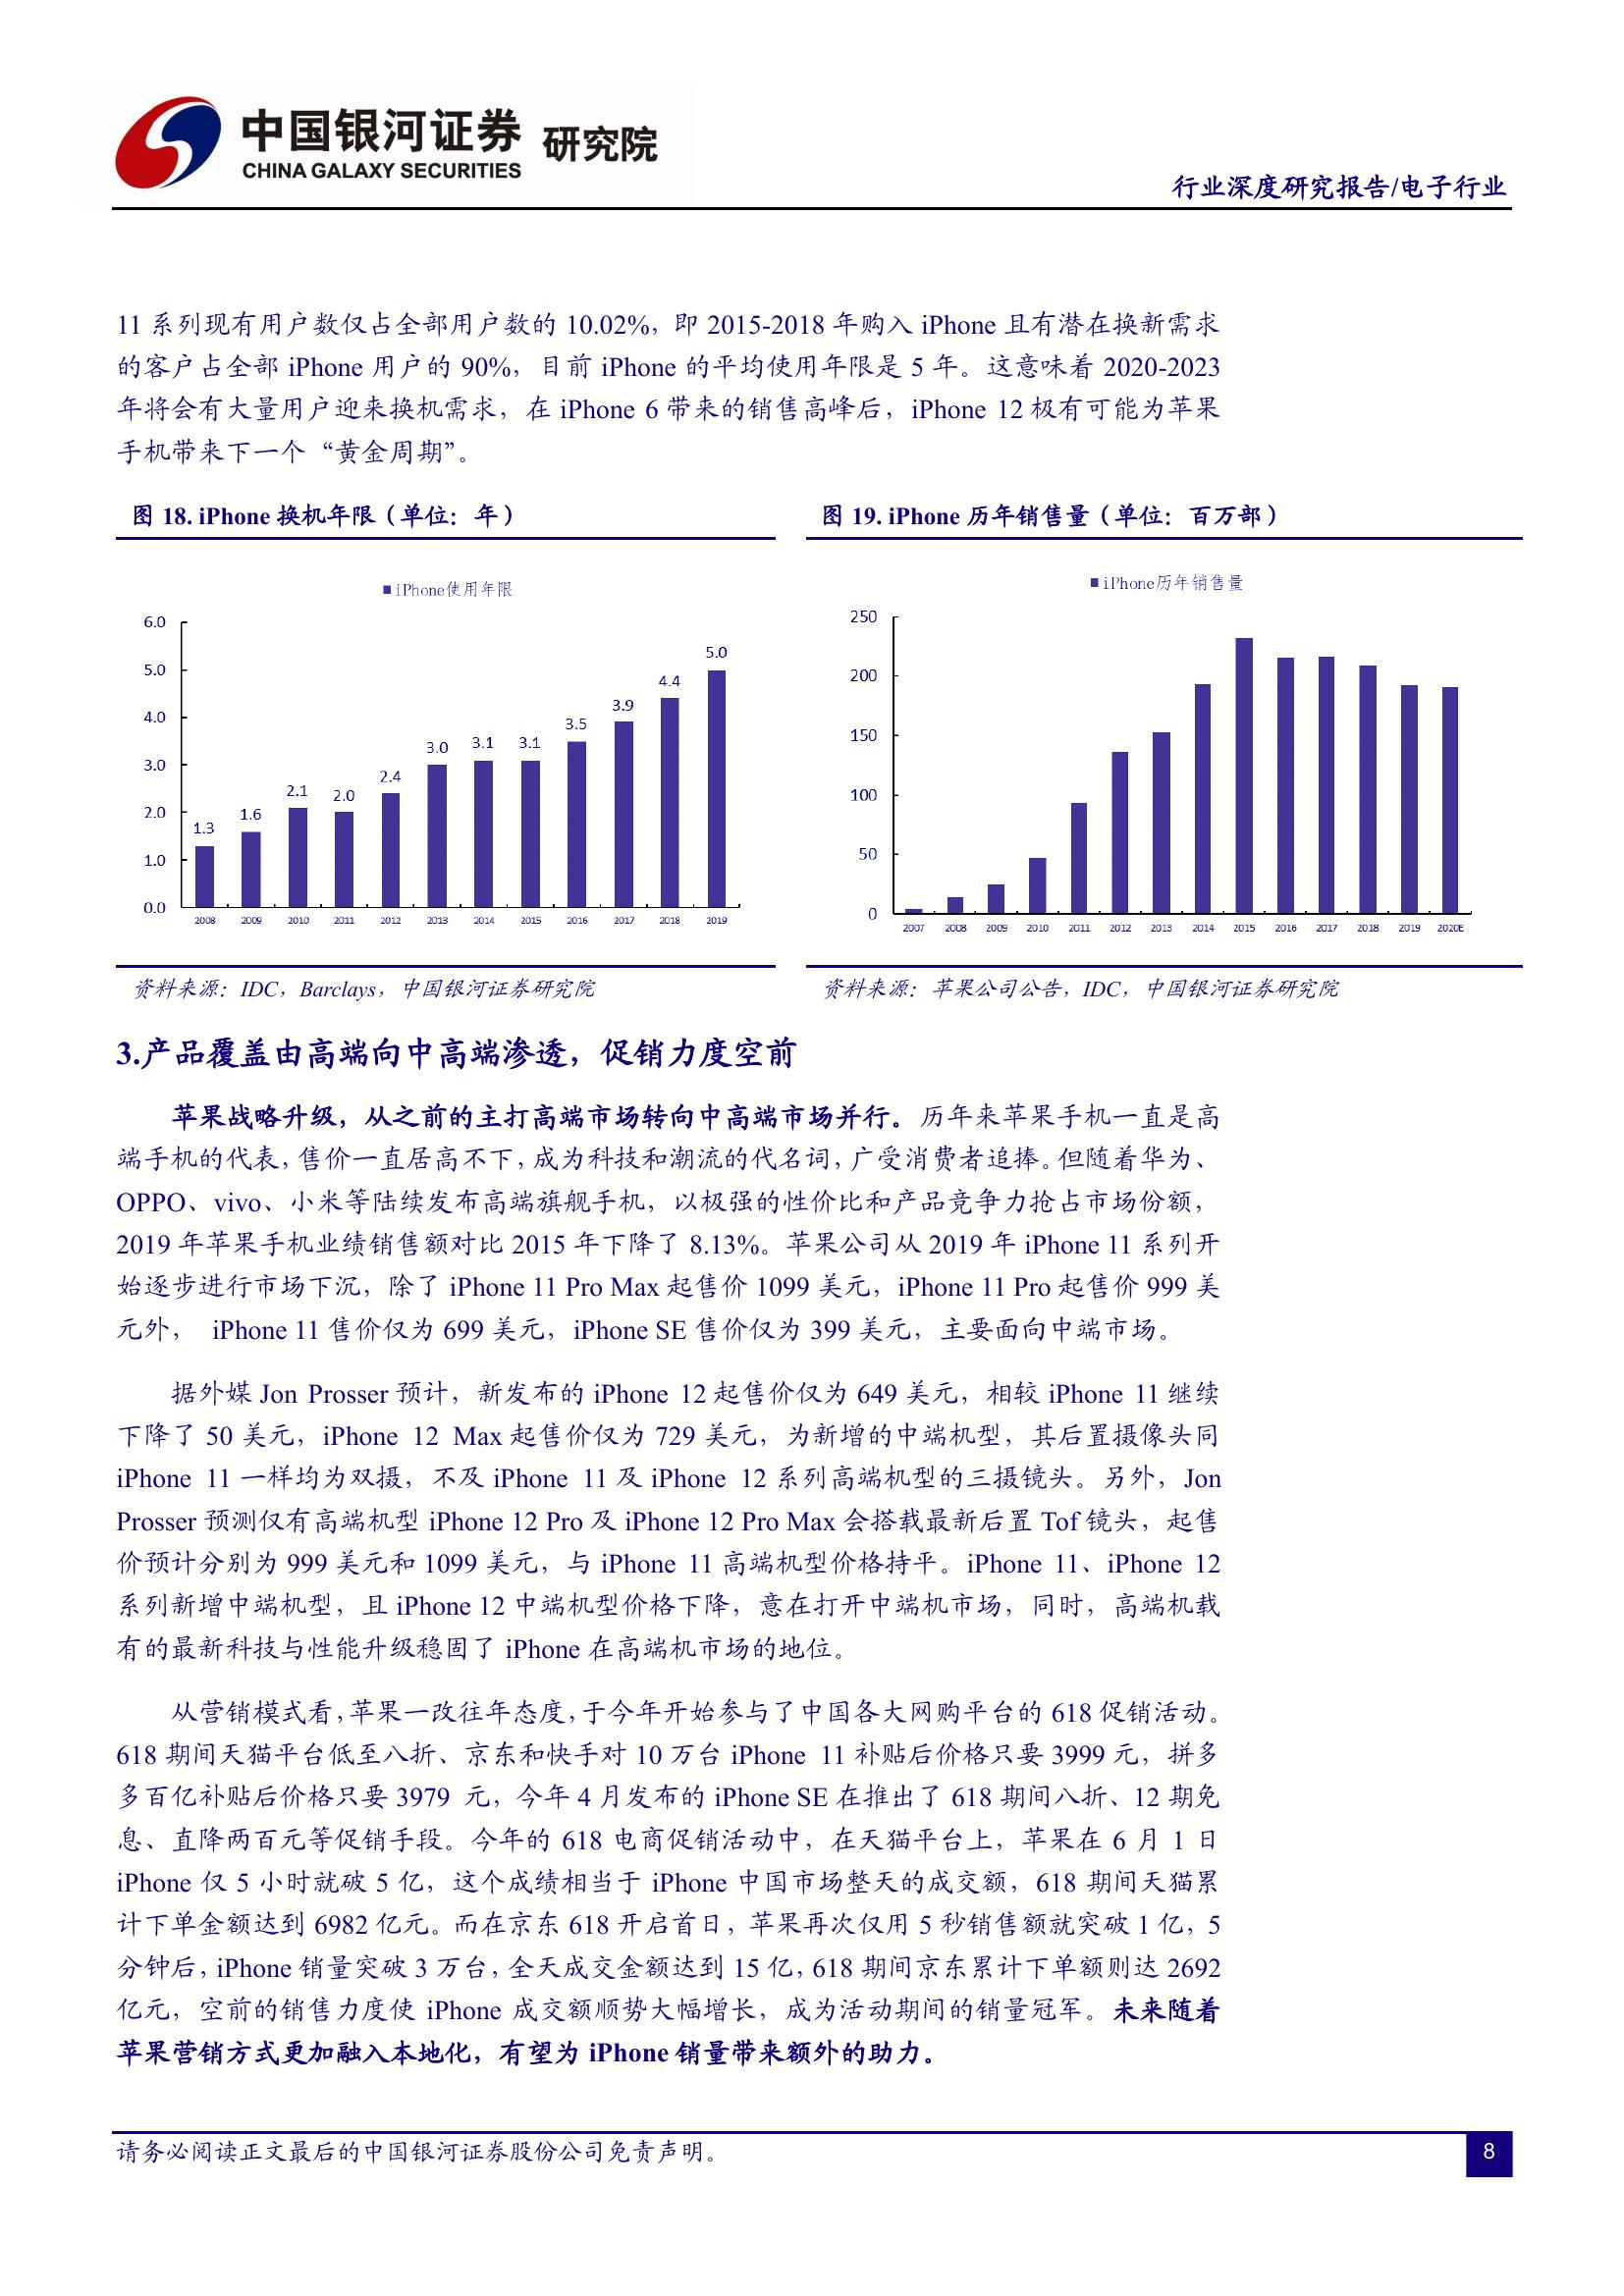 中国银河证券 研究院
CHINA GALAXY SECURITIES
行业深度研究报告/电子行业
11 系列现有用户数仅占全部用户数的 10.02%，即 2015-2018 年购入 iPhone 且有潜在换新需求
的客户占全部 iPhone 用户的 90%，目前 iPhone 的平均使用年限是 5 年。这意味着 2020-2023
年将会有大量用户迎来换机需求，在 iPhone 6 带来的销售高峰后，iPhone 12 极有可能为苹果
手机带来下一个“黄金周期”。
图 18. iPhone 换机年限（单位：年）
iPhone使用年限
6.0
5.0
4.0
3.0
2.0
1.0
0.0
1.3
1.6
2.1
2.0
2.4
3.0
3.1
3.1
3.5
3.9
4.4
5.0
2008 2009 2010 2011 2012 2013 2014 2015 2016 2017 2018 2019
资料来源：IDC，Barclays，中国银河证券研究院
图 19. iPhone 历年销售量（单位：百万部）
iPhone历年销售量
250
200
150
100
50
0
2007 2008 2009 2010 2011 2012 2013 2014 2015 2016 2017 2018 2019 2020E
资料来源：苹果公司公告，IDC，中国银河证券研究院
3.产品覆盖由高端向中高端渗透，促销力度空前
苹果战略升级，从之前的主打高端市场转向中高端市场并行。历年来苹果手机一直是高
端手机的代表，售价一直居高不下，成为科技和潮流的代名词，广受消费者追捧。但随着华为、
OPPO、vivo、小米等陆续发布高端旗舰手机，以极强的性价比和产品竞争力抢占市场份额，
2019 年苹果手机业绩销售额对比 2015 年下降了 8.13%。苹果公司从 2019 年 iPhone 11 系列开
始逐步进行市场下沉，除了 iPhone 11 Pro Max 起售价 1099 美元，iPhone 11 Pro 起售价 999 美
元外， iPhone 11 售价仅为 699 美元，iPhone SE 售价仅为 399 美元，主要面向中端市场。
据外媒 Jon Prosser 预计，新发布的 iPhone 12 起售价仅为 649 美元，相较 iPhone 11 继续
下降了 50 美元，iPhone 12 Max 起售价仅为 729 美元，为新增的中端机型，其后置摄像头同
iPhone 11 一样均为双摄，不及 iPhone 11 及 iPhone 12 系列高端机型的三摄镜头。另外，Jon
Prosser 预测仅有高端机型 iPhone 12 Pro 及 iPhone 12 Pro Max 会搭载最新后置 Tof 镜头，起售
价预计分别为 999 美元和 1099 美元，与 iPhone 11 高端机型价格持平。iPhone 11、iPhone 12
系列新增中端机型，且 iPhone 12 中端机型价格下降，意在打开中端机市场，同时，高端机载
有的最新科技与性能升级稳固了 iPhone 在高端机市场的地位。
从营销模式看，苹果一改往年态度，于今年开始参与了中国各大网购平台的 618 促销活动。
618 期间天猫平台低至八折、京东和快手对 10 万台 iPhone 11 补贴后价格只要 3999 元，拼多
多百亿补贴后价格只要 3979 元，今年 4 月发布的 iPhone SE 在推出了 618 期间八折、12 期免
息、直降两百元等促销手段。今年的 618 电商促销活动中，在天猫平台上，苹果在 6 月 1 日
iPhone 仅 5 小时就破 5 亿，这个成绩相当于 iPhone 中国市场整天的成交额，618 期间天猫累
计下单金额达到 6982 亿元。而在京东 618 开启首日，苹果再次仅用 5 秒销售额就突破 1 亿，5
分钟后，iPhone 销量突破 3 万台，全天成交金额达到 15 亿，618 期间京东累计下单额则达 2692
亿元，空前的销售力度使 iPhone 成交额顺势大幅增长，成为活动期间的销量冠军。未来随着
苹果营销方式更加融入本地化，有望为 iPhone 销量带来额外的助力。
请务必阅读正文最后的中国银河证券股份公司免责声明。
8